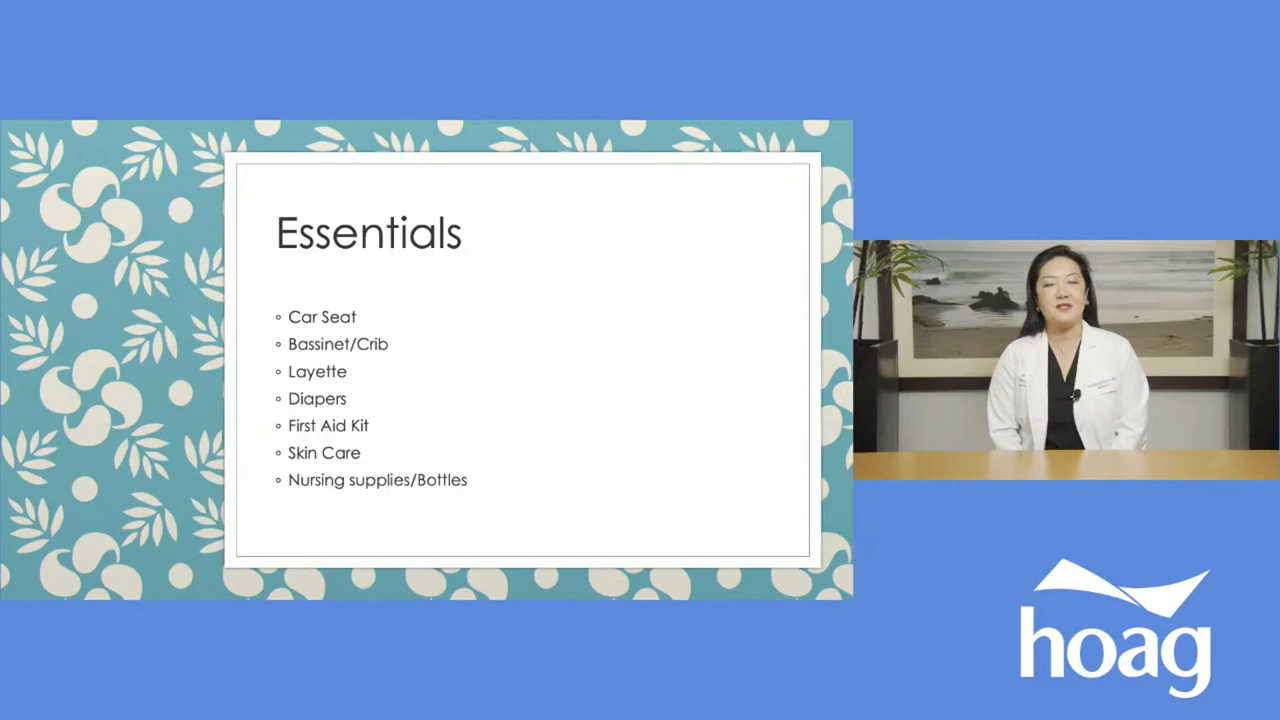 Essentials
Car Seat
Bassinet/Crib
Layette
Diapers
First Aid Kit
Skin Care
Nursing supplies/Bottles
hoag